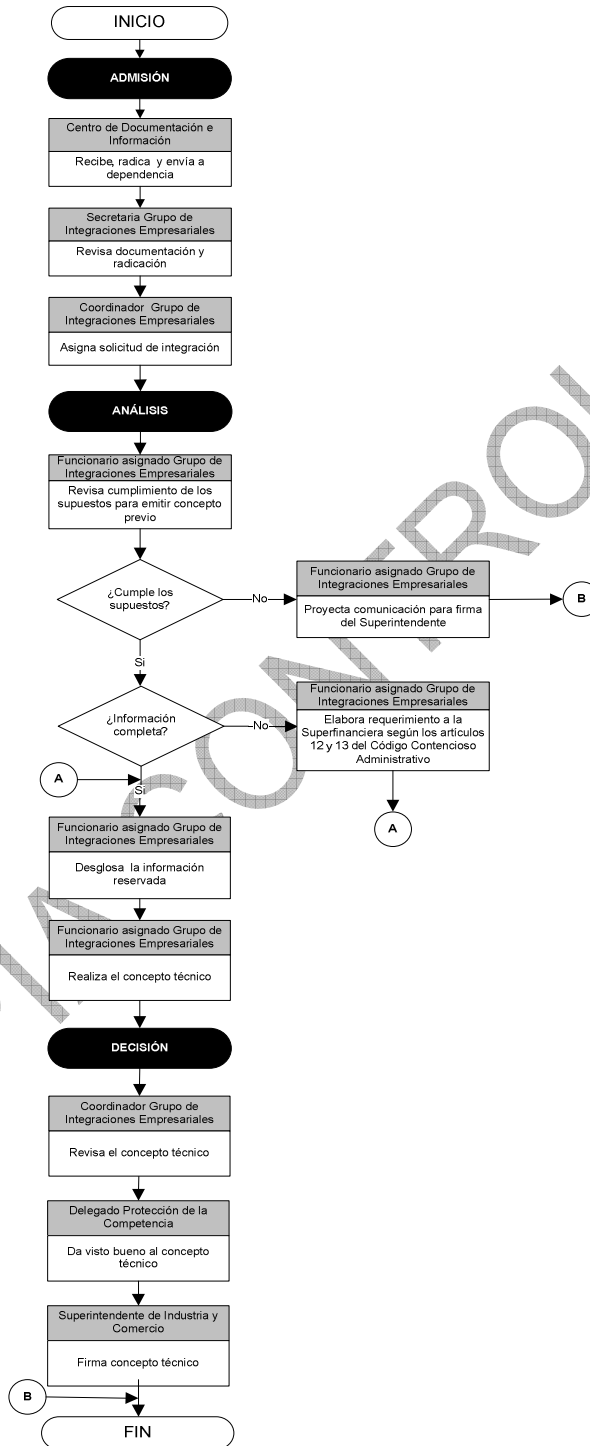 INICIO
ADMISIÓN
Centro de Documentación e
Información
Recibe, radica y envía a
dependencia
Secretaria Grupo de
Integraciones Empresariales
Revisa documentación y
radicación
Coordinador Grupo de
Integraciones Empresariales
Asigna solicitud de integración
ANÁLISIS
Funcionario asignado Grupo de
Integraciones Empresariales
Revisa cumplimiento de los
supuestos para emitir concepto
previo
¿Cumple los
supuestos?
No
Funcionario asignado Grupo de
Integraciones Empresariales
Proyecta comunicación para firma
del Superintendente
B
Si
¿Información
completa?
No
Funcionario asignado Grupo de
Integraciones Empresariales
Elabora requerimiento a la
Superfinanciera según los artículos
12 y 13 del Código Contencioso
Administrativo
A
A
Si
Funcionario asignado Grupo de
Integraciones Empresariales
Desglosa la información
reservada
Funcionario asignado Grupo de
Integraciones Empresariales
Realiza el concepto técnico
DECISIÓN
Coordinador Grupo de
Integraciones Empresariales
Revisa el concepto técnico
Delegado Protección de la
Competencia
Da visto bueno al concepto
técnico
Superintendente de Industria y
Comercio
Firma concepto técnico
B
FIN